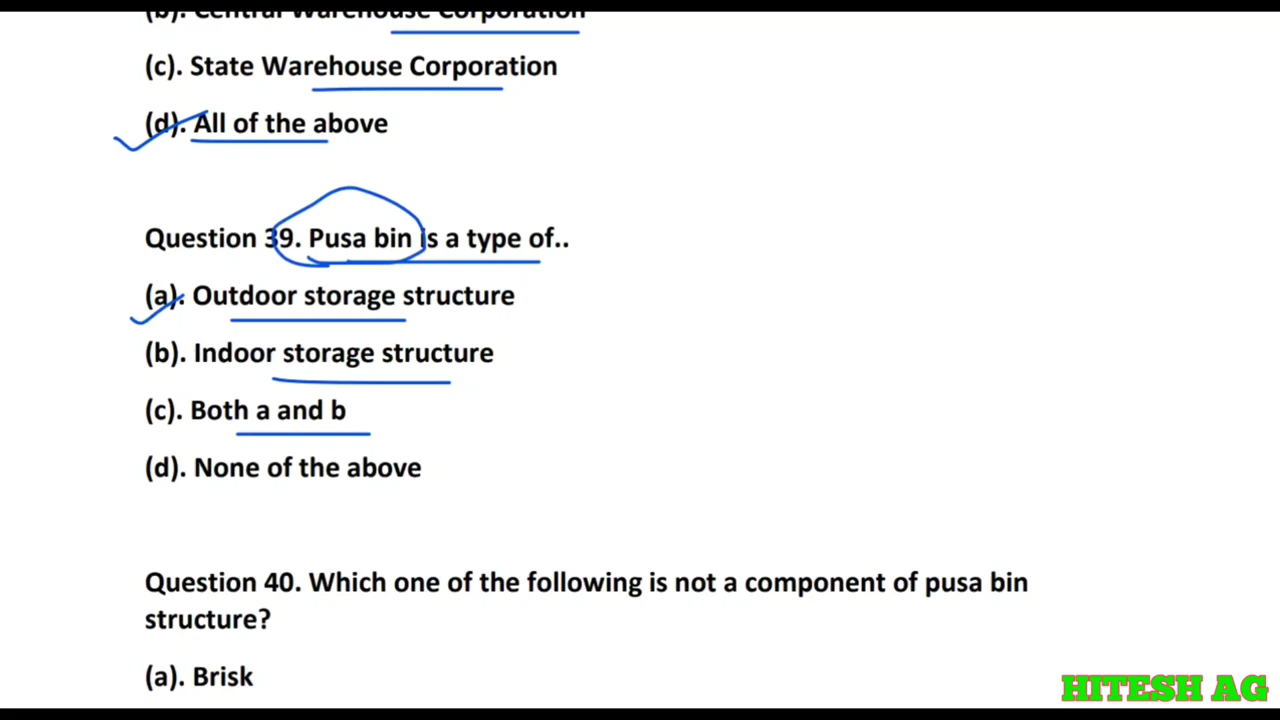 (b). Central Warehouse Corporation
(c). State Warehouse Corporation
(d). All of the above
Question 39. Pusa bin is a type of..
(a). Outdoor storage structure
(b). Indoor storage structure
(c). Both a and b
(d). None of the above
Question 40. Which one of the following is not a component of pusa bin
structure?
(a). Brisk
HITESH AG